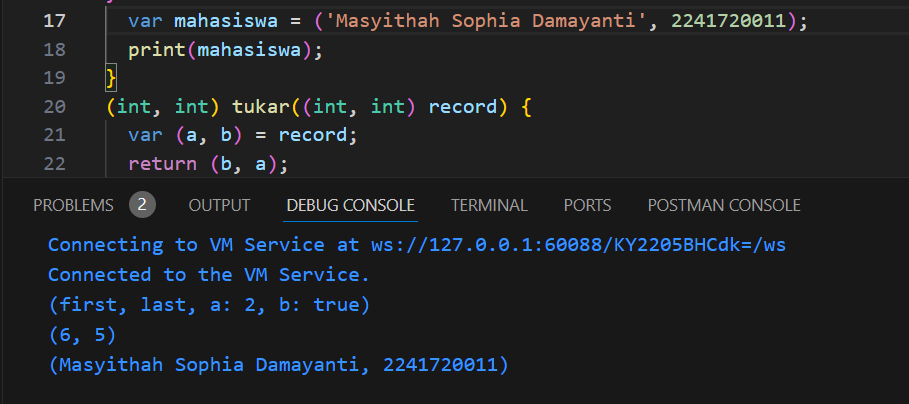 17 var mahasiswa = ('Masyithah Sophia Damayanti', 2241720011);
18 print(mahasiswa);
19 }
20 (int, int) tukar((int, int) record) {
21 var (a, b) = record;
22 return (b, a);
PROBLEMS 2 OUTPUT DEBUG CONSOLE TERMINAL PORTS POSTMAN CONSOLE
Connecting to VM Service at ws://127.0.0.1:60088/KY2205BHCdk=/ws
Connected to the VM Service.
(first, last, a: 2, b: true)
(6, 5)
(Masyithah Sophia Damayanti, 2241720011)